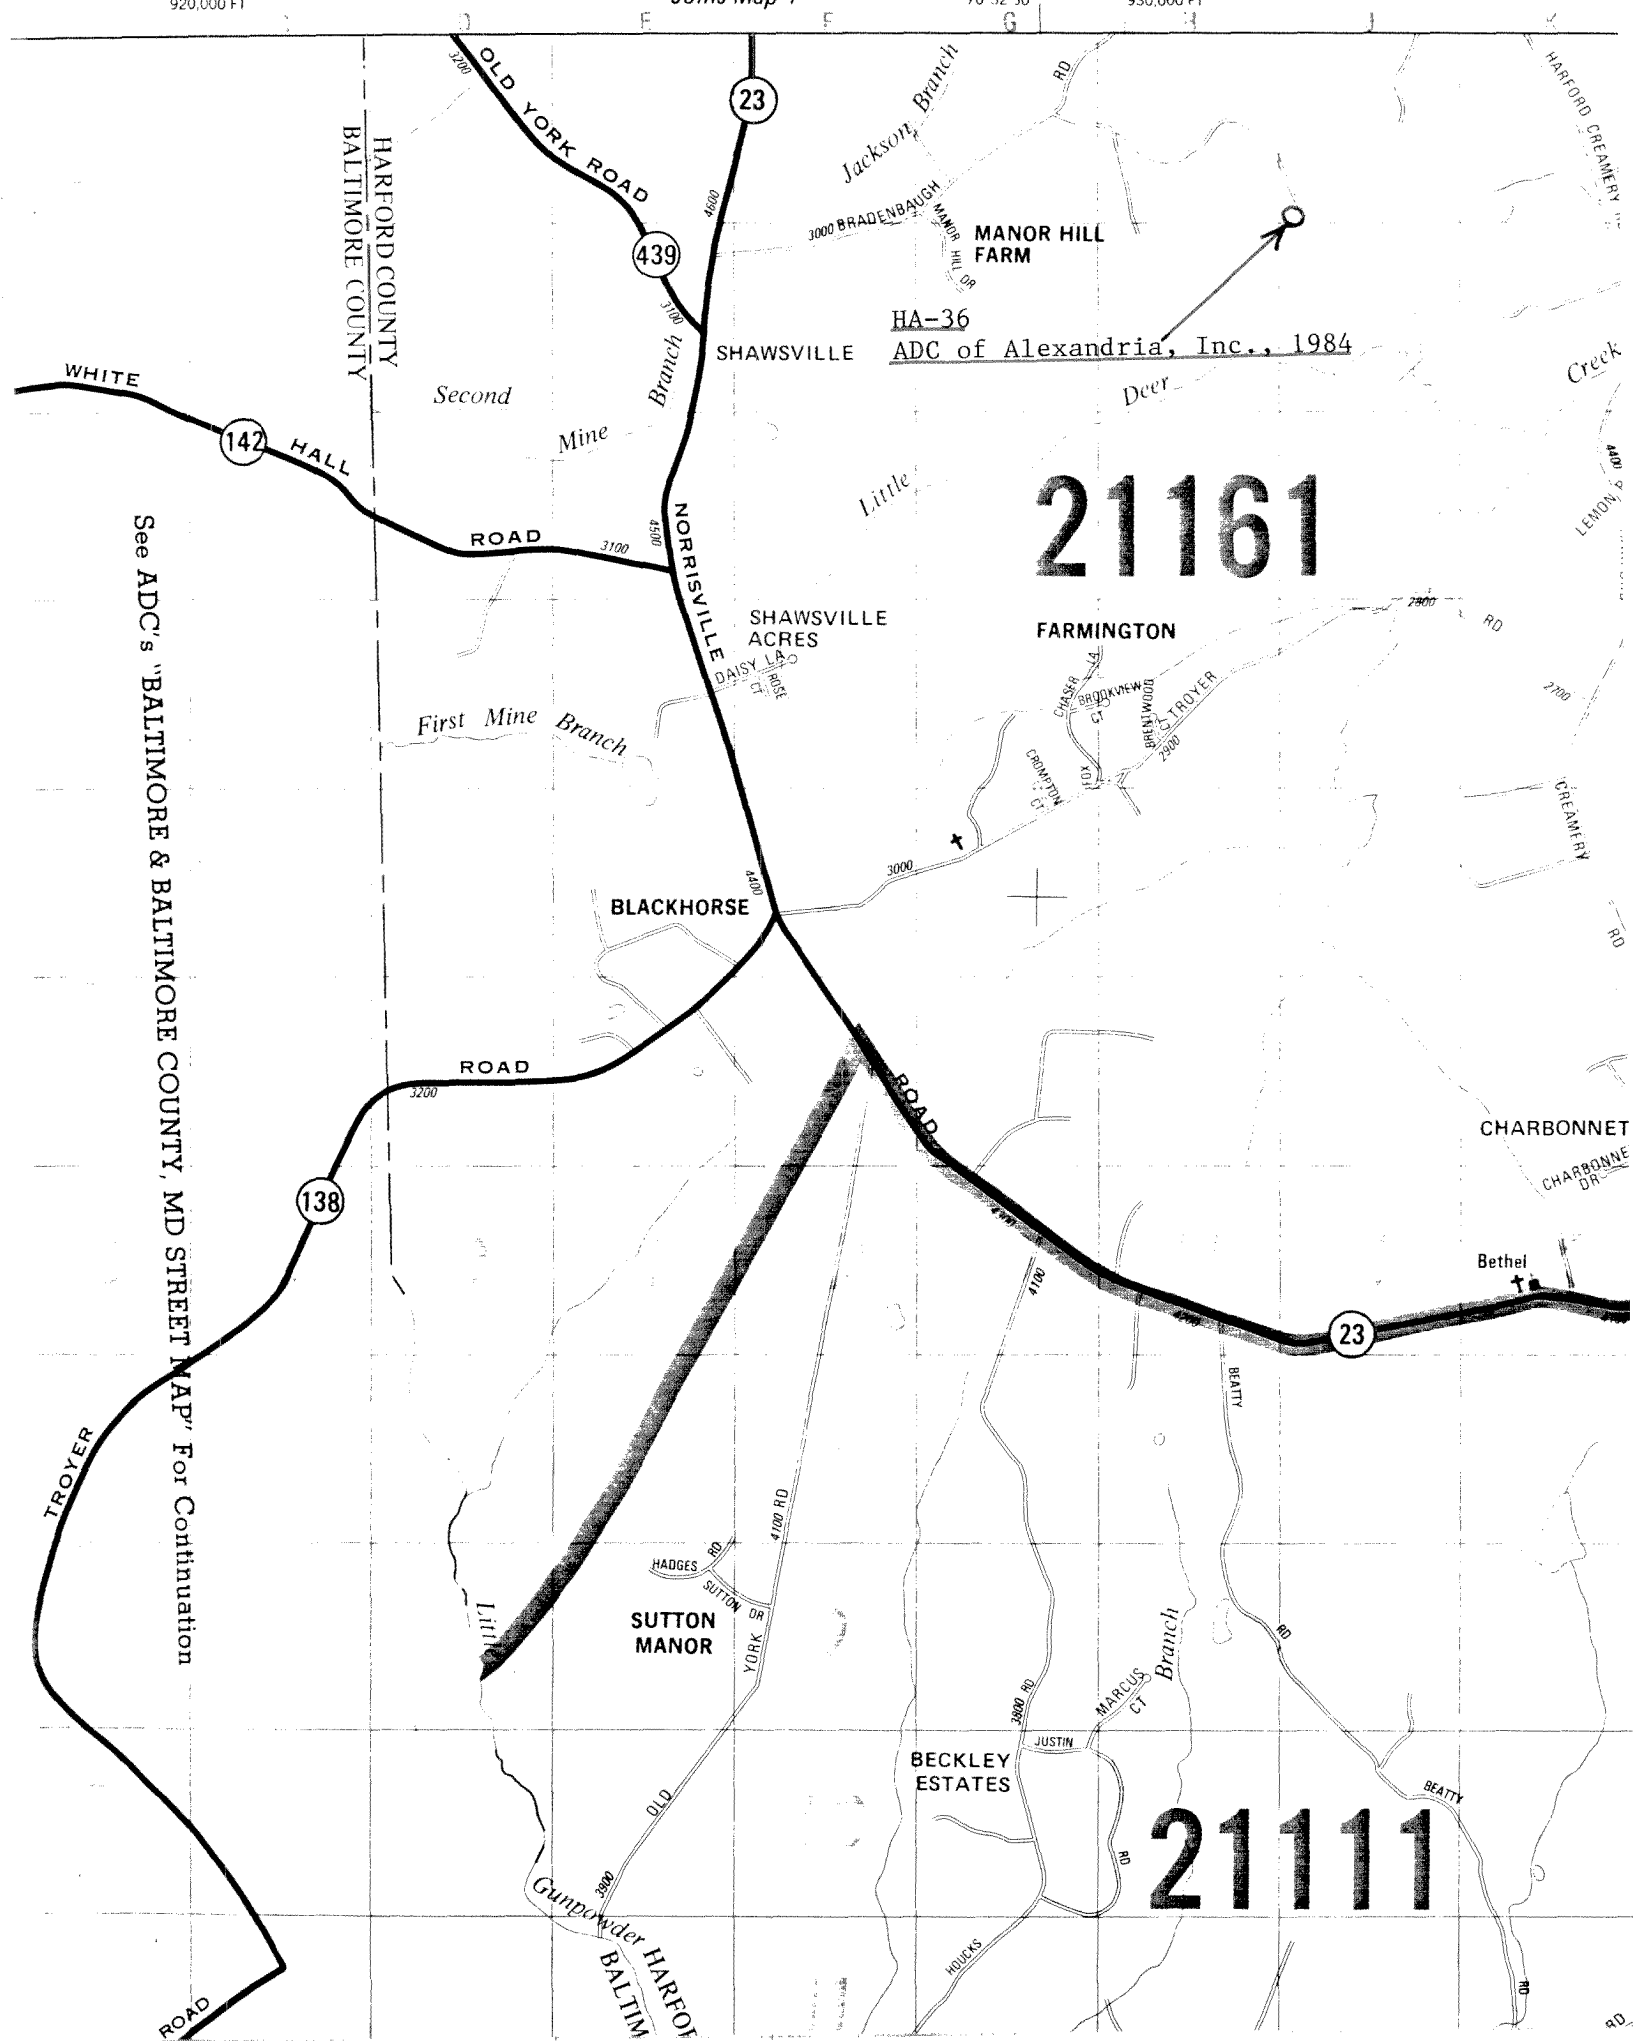 920,000 FT
930,000 FT
D
E
F
G
H
J
K
OLD YORK ROAD
3200
23
HARFORD COUNTY
BALTIMORE COUNTY
Jackson Branch
RD
HARFORD CREAMERY
4600
3000 BRADENBAUGH
MANOR HILL DR
MANOR HILL
FARM
439
3100
HA-36
ADC of Alexandria, Inc., 1984
SHAWSVILLE
WHITE
142
HALL
ROAD
3100
Second
Mine
Branch
Little
Deer
Creek
4400
LEMON
21161
4500
NORRISVILLE
SHAWSVILLE
ACRES
DAISY LA
ROSE
CT
FARMINGTON
2800
RD
2700
CHASER
LA
BROOKVIEW
CT
BRENTWOOD
CT
TROYER
2900
FOX
CROMPTON
CT
First Mine Branch
CREAMERY
RD
See ADC's "BALTIMORE & BALTIMORE COUNTY, MD STREET MAP" For Continuation
4400
3000
BLACKHORSE
ROAD
3200
ROAD
138
CHARBONNET
CHARBONNE
DR
4100
4200
Bethel
23
BEATTY
TROYER
4100 RD
HADGES RD
SUTTON DR
SUTTON
MANOR
YORK
Little
Branch
RD
3800 RD
MARCUS
CT
JUSTIN
BECKLEY
ESTATES
BEATTY
OLD
RD
21111
3900
Gunpowder
HARFOR
BALTIM
HOUCKS
RD
ROAD
RD